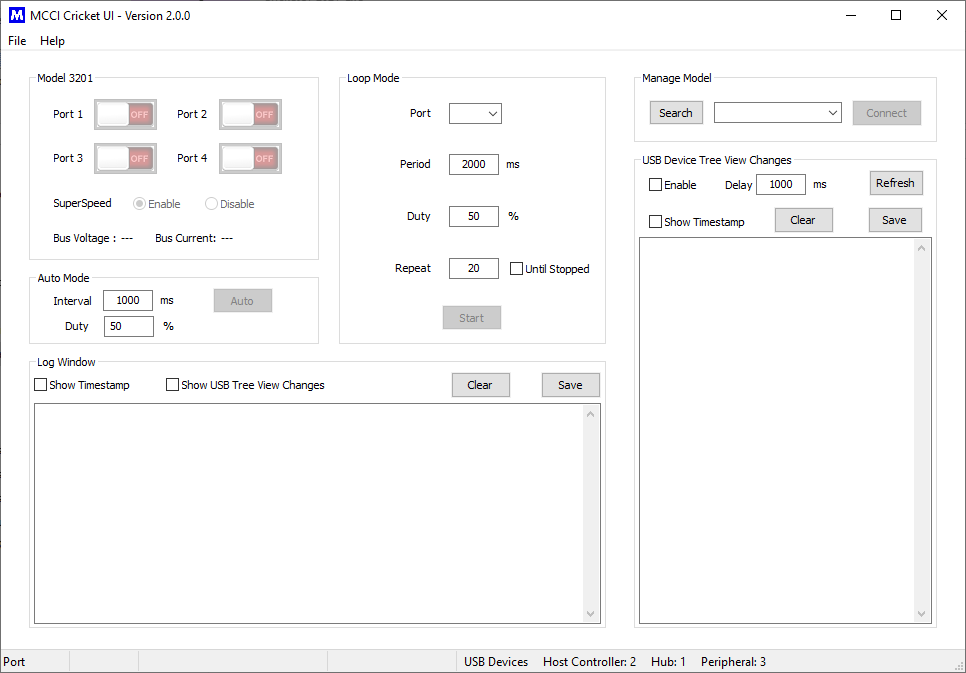 MCCI Cricket UI - Version 2.0.0
File Help
Model 3201
Port 1 OFF Port 2 OFF
Port 3 OFF Port 4 OFF
SuperSpeed Enable Disable
Bus Voltage : --- Bus Current: ---
Auto Mode
Interval 1000 ms Auto
Duty 50 %
Loop Mode
Port
Period 2000 ms
Duty 50 %
Repeat 20 Until Stopped
Start
Manage Model
Search Connect
USB Device Tree View Changes
Enable Delay 1000 ms Refresh
Show Timestamp Clear Save
Log Window
Show Timestamp Show USB Tree View Changes Clear Save
Port USB Devices Host Controller: 2 Hub: 1 Peripheral: 3